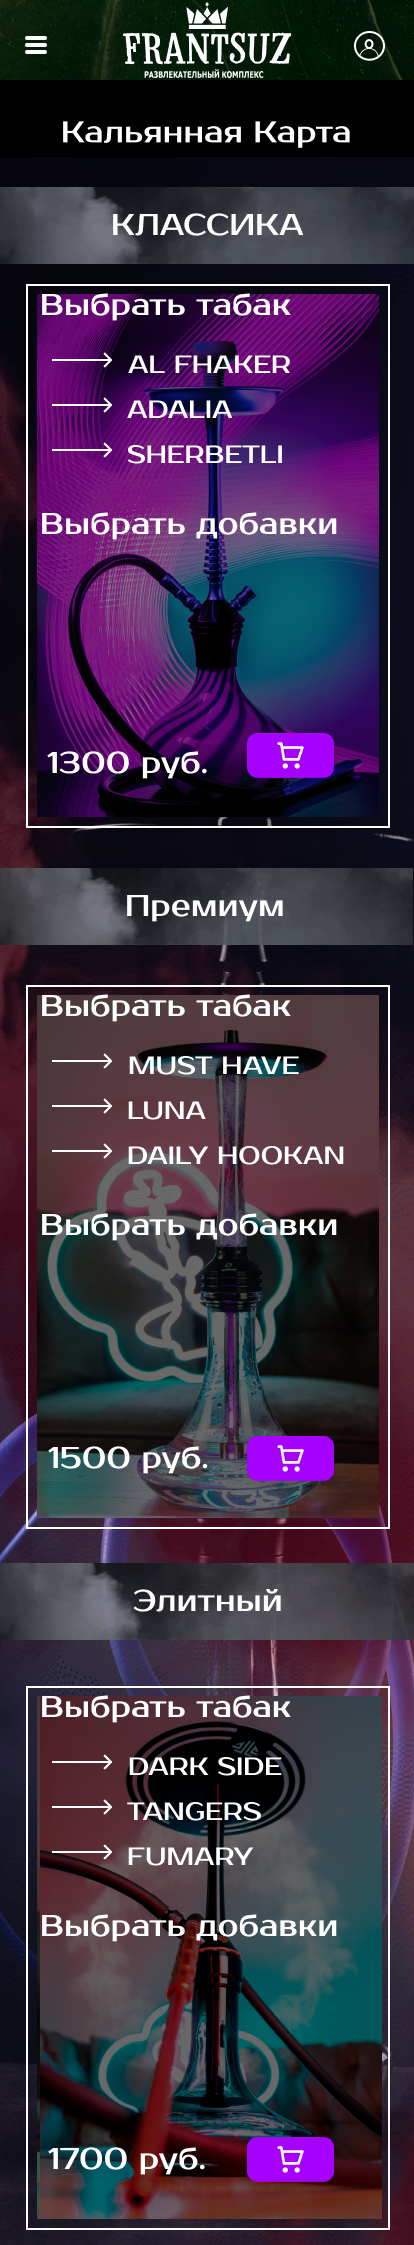 FRANTSUZ
РАЗВЛЕКАТЕЛЬНЫЙ КОМПЛЕКС
Кальянная Карта
КЛАССИКА
Выбрать табак
AL FHAKER
ADALIA
SHERBETLI
Выбрать добавки
1300 руб.
Премиум
Выбрать табак
MUST HAVE
LUNA
DAILY HOOKAN
Выбрать добавки
1500 руб.
Элитный
Выбрать табак
DARK SIDE
TANGERS
FUMARY
Выбрать добавки
1700 руб.